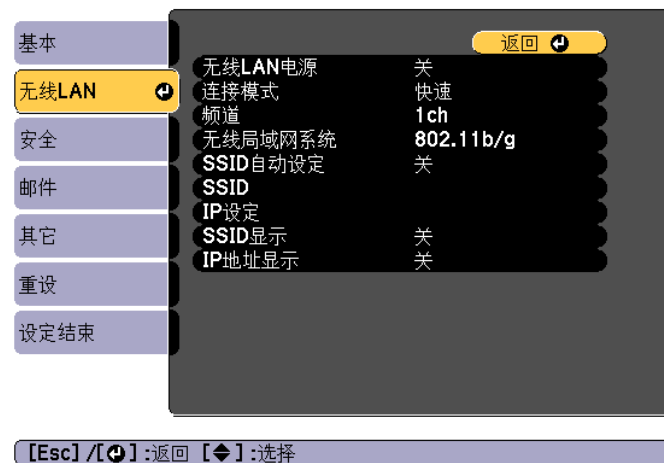 基本
无线LAN
安全
邮件
其它
重设
设定结束
返回
无线LAN电源 关
连接模式 快速
频道 1ch
无线局域网系统 802.11b/g
SSID自动设定 关
SSID
IP设定
SSID显示 关
IP地址显示 关
[Esc] /[⏎] :返回 [◆] :选择